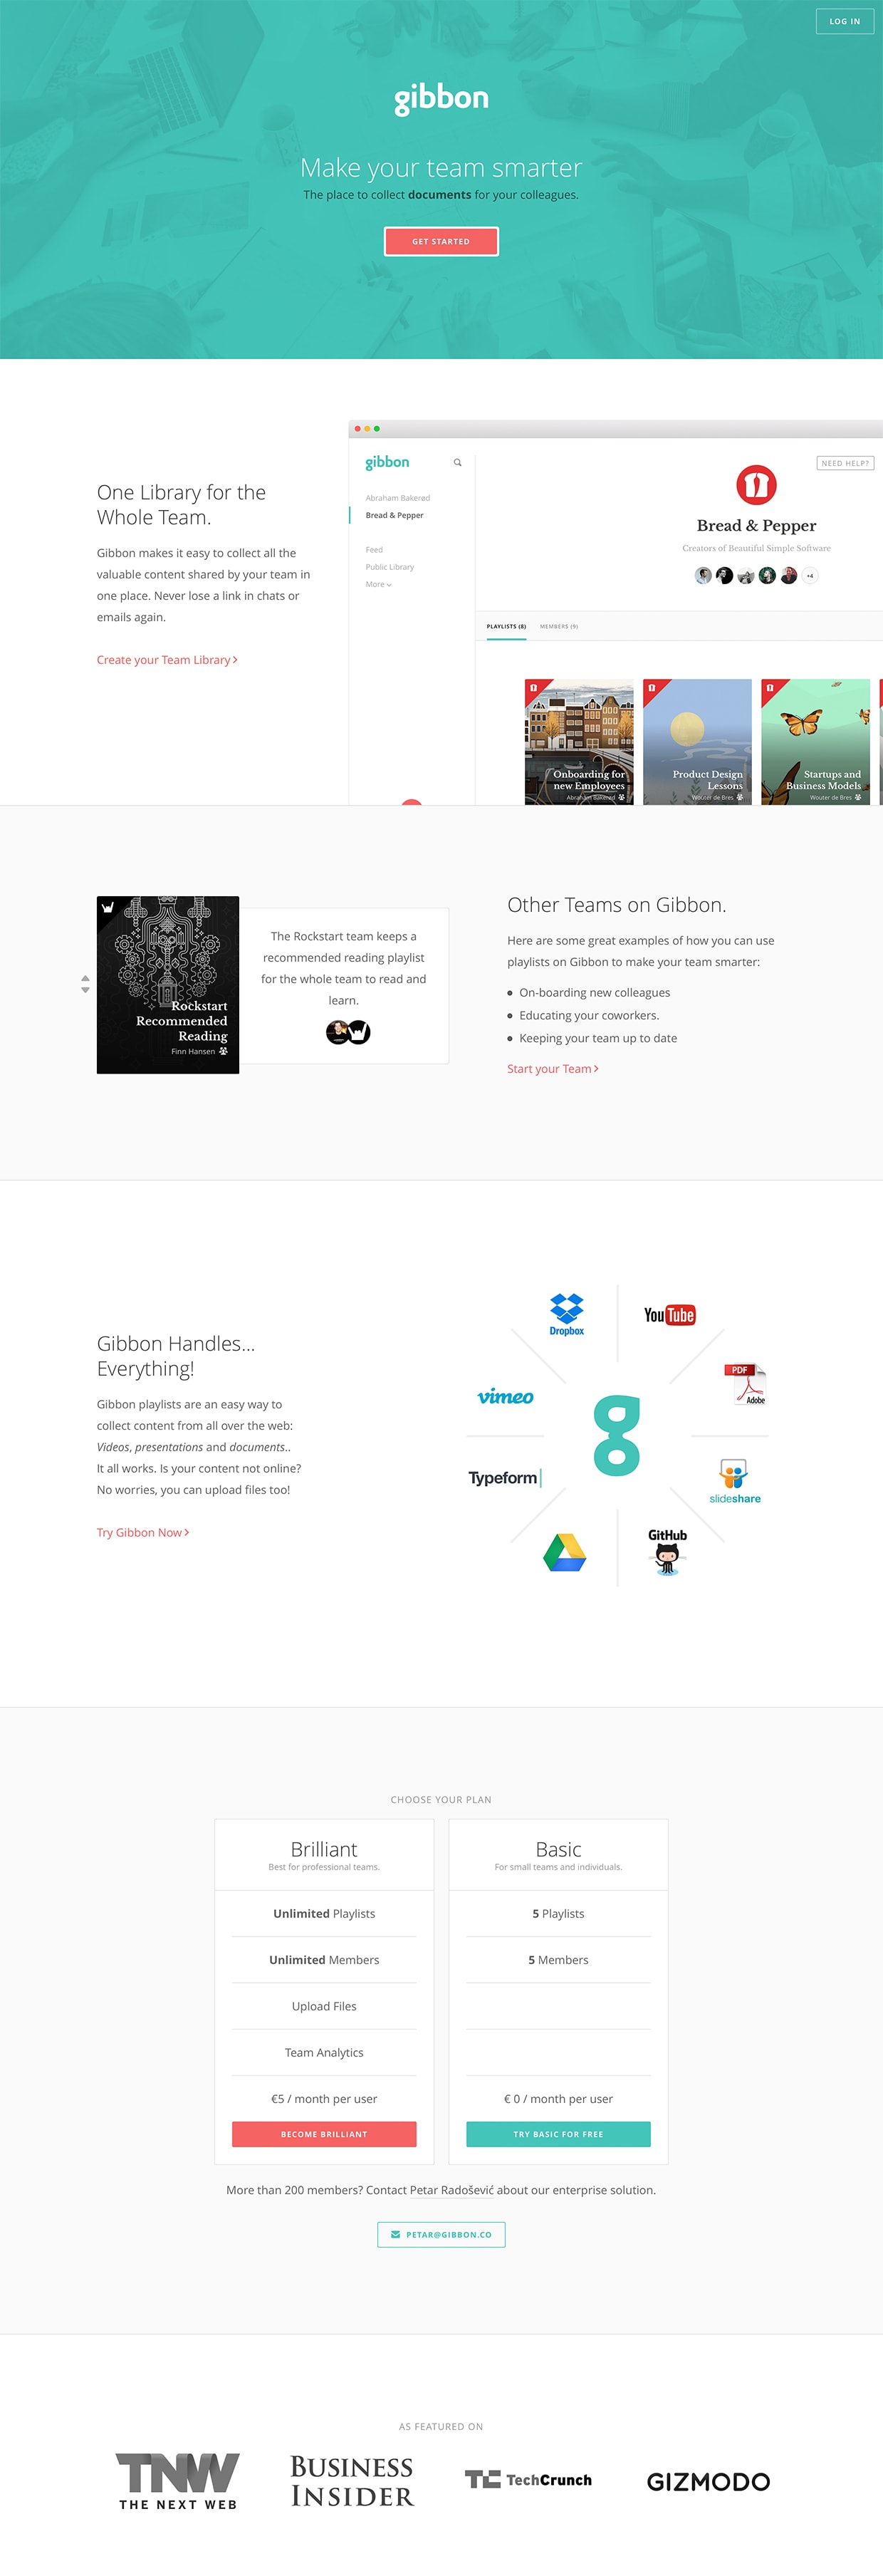 LOG IN
gibbon
Make your team smarter
The place to collect documents for your colleagues.
GET STARTED
One Library for the
Whole Team.
Gibbon makes it easy to collect all the
valuable content shared by your team in
one place. Never lose a link in chats or
emails again.
Create your Team Library
gibbon
Abraham Bakerød
Bread & Pepper
Feed
Public Library
More
NEED HELP?
Bread & Pepper
Creators of Beautiful Simple Software
+4
PLAYLISTS (8)
MEMBERS (9)
Onboarding for
new Employees
Abraham Bakerød
Product Design
Lessons
Wouter de Bres
Startups and
Business Models
Wouter de Bres
Rockstart
Recommended
Reading
Finn Hansen
The Rockstart team keeps a
recommended reading playlist
for the whole team to read and
learn.
Other Teams on Gibbon.
Here are some great examples of how you can use
playlists on Gibbon to make your team smarter:
On-boarding new colleagues
Educating your coworkers.
Keeping your team up to date
Start your Team
Gibbon Handles...
Everything!
Gibbon playlists are an easy way to
collect content from all over the web:
Videos, presentations and documents..
It all works. Is your content not online?
No worries, you can upload files too!
Try Gibbon Now
Dropbox
YouTube
vimeo
PDF
Adobe
g
Typeform
slideshare
GitHub
CHOOSE YOUR PLAN
Brilliant
Best for professional teams.
Unlimited Playlists
Unlimited Members
Upload Files
Team Analytics
€5 / month per user
BECOME BRILLIANT
Basic
For small teams and individuals.
5 Playlists
5 Members
€ 0 / month per user
TRY BASIC FOR FREE
More than 200 members? Contact Petar Radošević about our enterprise solution.
PETAR@GIBBON.CO
AS FEATURED ON
TNW
THE NEXT WEB
BUSINESS
INSIDER
TC TechCrunch
GIZMODO